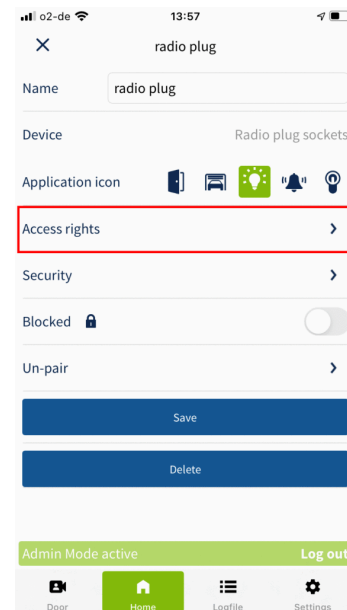 o2-de 13:57
radio plug
Name radio plug
Device Radio plug sockets
Application icon
Access rights
Security
Blocked
Un-pair
Save
Delete
Admin Mode active Log out
Door Home Logfile Settings